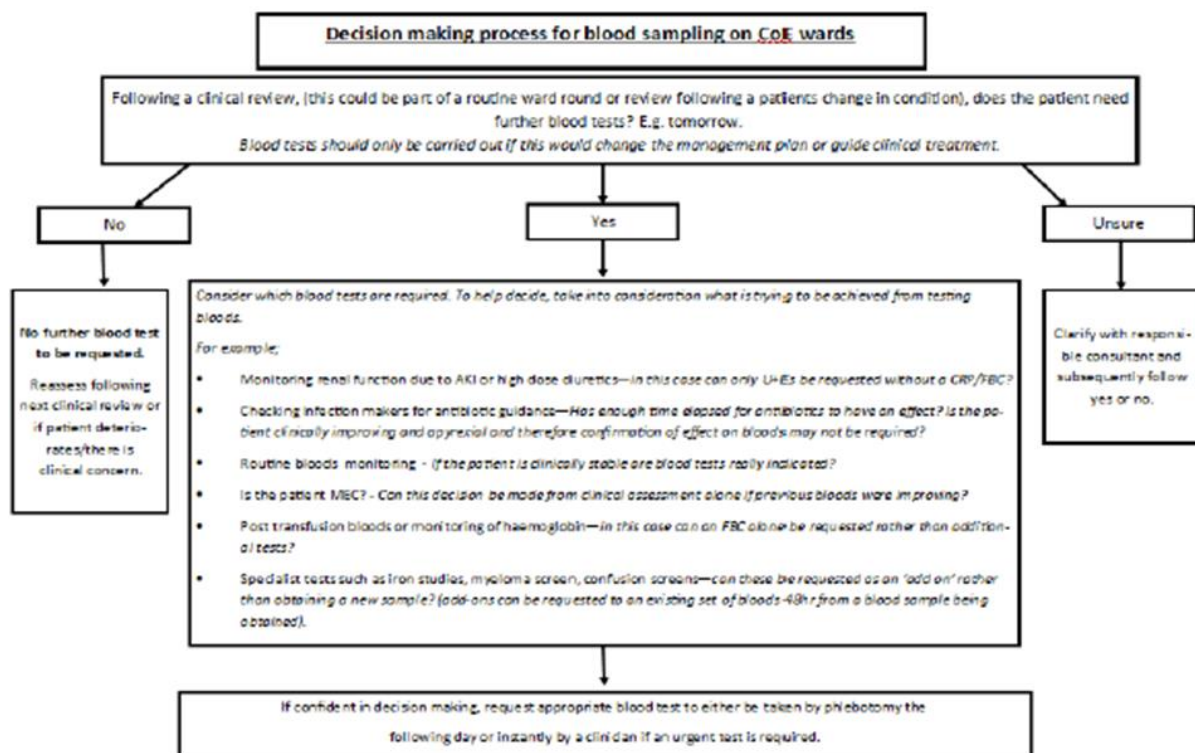 Decision making process for blood sampling on CoE wards
Following a clinical review, (this could be part of a routine ward round or review following a patients change in condition), does the patient need
further blood tests? E.g. tomorrow.
Blood tests should only be carried out if this would change the management plan or guide clinical treatment.
No
Yes
Unsure
No further blood test
to be requested.
Reassess following
next clinical review or
if patient deterio-
rates/there is
clinical concern.
Consider which blood tests are required. To help decide, take into consideration what is trying to be achieved from testing
bloods.
For example;
• Monitoring renal function due to AKI or high dose diuretics—in this case can only U+Es be requested without a CRP/FBC?
• Checking infection makers for antibiotic guidance—Has enough time elapsed for antibiotics to have an effect? Is the pa-
tient clinically improving and apyrexial and therefore confirmation of effect on bloods may not be required?
• Routine bloods monitoring - if the patient is clinically stable are blood tests really indicated?
• Is the patient MEC? - Can this decision be made from clinical assessment alone if previous bloods were improving?
• Post transfusion bloods or monitoring of haemoglobin—in this case can an FBC alone be requested rather than addition-
al tests?
• Specialist tests such as iron studies, myeloma screen, confusion screens—can these be requested as an 'add on' rather
than obtaining a new sample? (add-ons can be requested to an existing set of bloods 48hr from a blood sample being
obtained).
Clarify with responsi-
ble consultant and
subsequently follow
yes or no.
If confident in decision making, request appropriate blood test to either be taken by phlebotomy the
following day or instantly by a clinician if an urgent test is required.